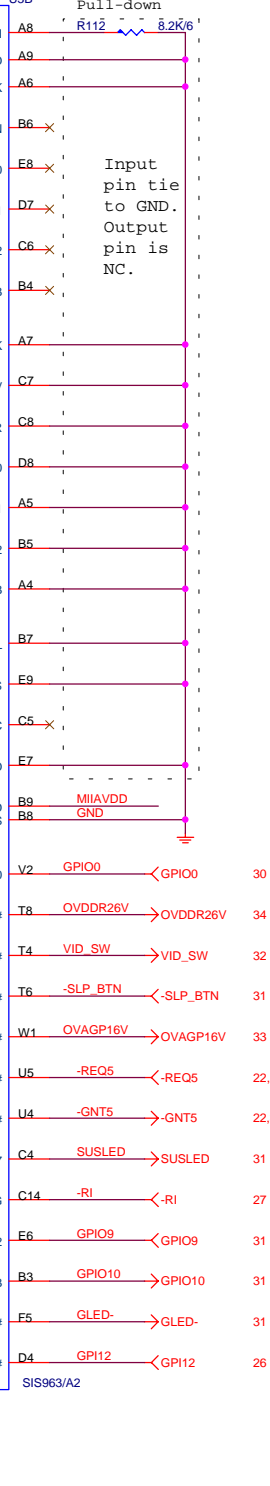 Pull-down
A8 R112 8.2K/6
A9
A6
B6
E8
D7
C6
B4
Input
pin tie
to GND.
Output
pin is
NC.
A7
C7
C8
D8
A5
B5
A4
B7
E9
C5
E7
B9 MIIAVDD
B8 GND
V2 GPIO0 GPIO0 30
T8 OVDDR26V OVDDR26V 34
T4 VID_SW VID_SW 32
T6 -SLP_BTN -SLP_BTN 31
W1 OVAGP16V OVAGP16V 33
U5 -REQ5 -REQ5 22,
U4 -GNT5 -GNT5 22,
C4 SUSLED SUSLED 31
C14 -RI -RI 27
E6 GPIO9 GPIO9 31
B3 GPIO10 GPIO10 31
F5 GLED- GLED- 31
D4 GPI12 GPI12 26
SIS963/A2